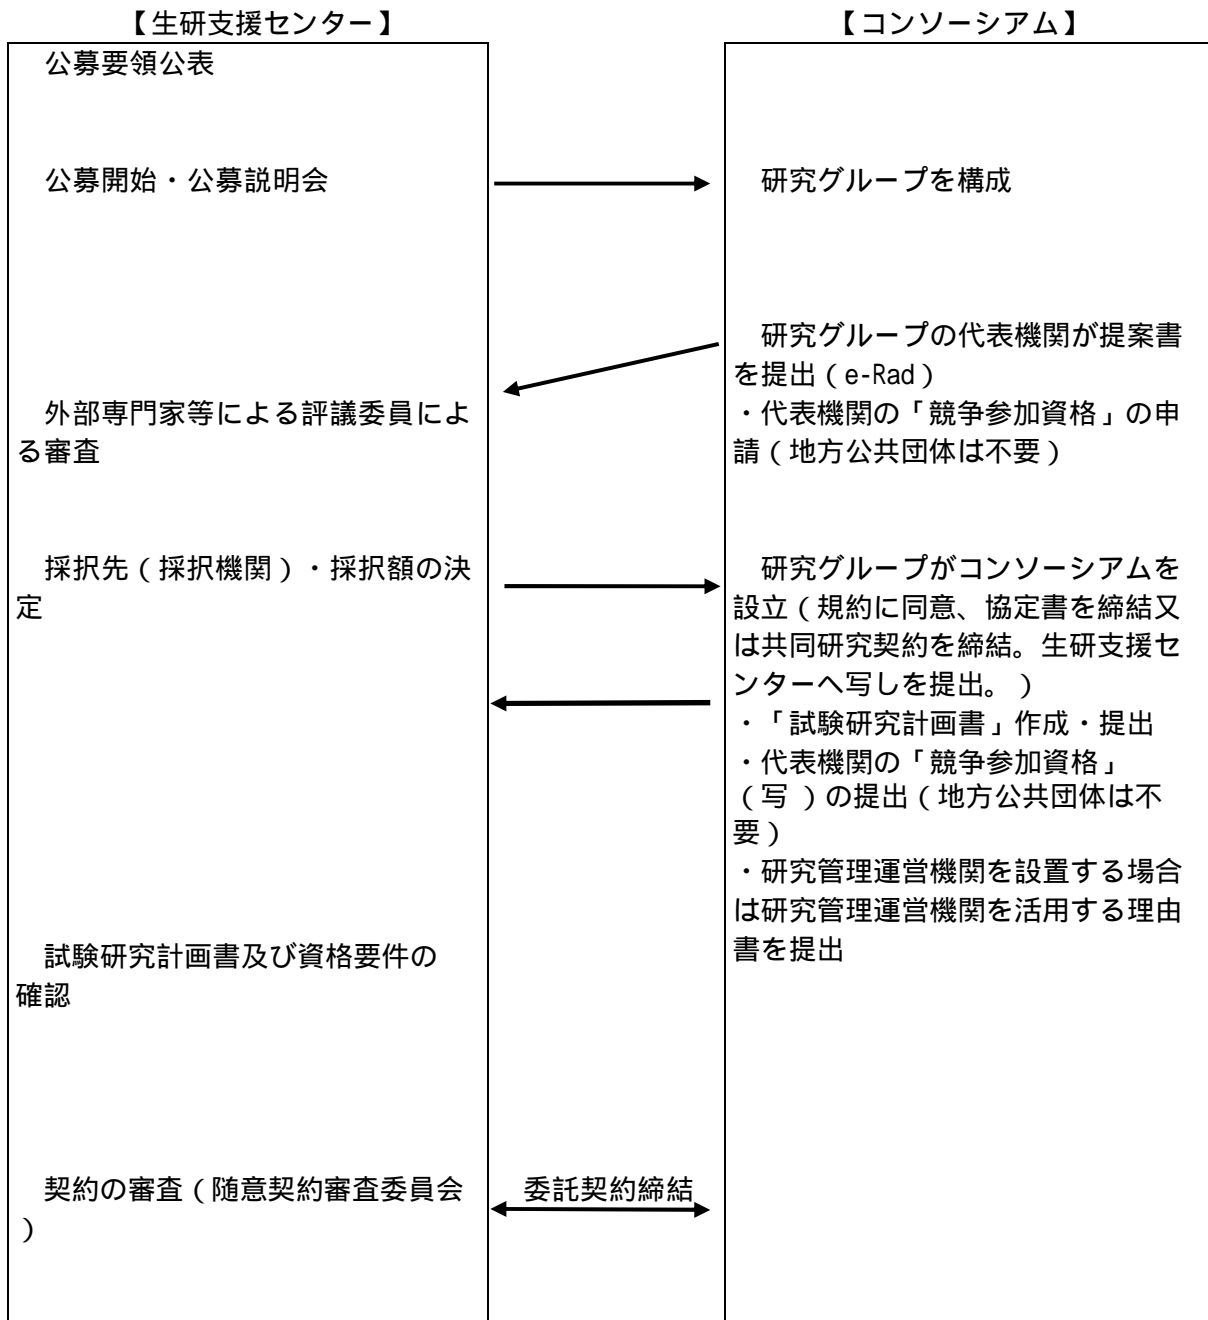 【生研支援センター】
公募要領公表
公募開始・公募説明会
外部専門家等による評議委員によ
る審査
採択先（採択機関）・採択額の決
定
試験研究計画書及び資格要件の
確認
契約の審査（随意契約審査委員会
）
委託契約締結
【コンソーシアム】
研究グループを構成
研究グループの代表機関が提案書
を提出（e-Rad）
・代表機関の「競争参加資格」の申
請（地方公共団体は不要）
研究グループがコンソーシアムを
設立（規約に同意、協定書を締結又
は共同研究契約を締結。生研支援セ
ンターへ写しを提出。）
・「試験研究計画書」作成・提出
・代表機関の「競争参加資格」
（写 ）の提出（地方公共団体は不
要）
・研究管理運営機関を設置する場合
は研究管理運営機関を活用する理由
書を提出